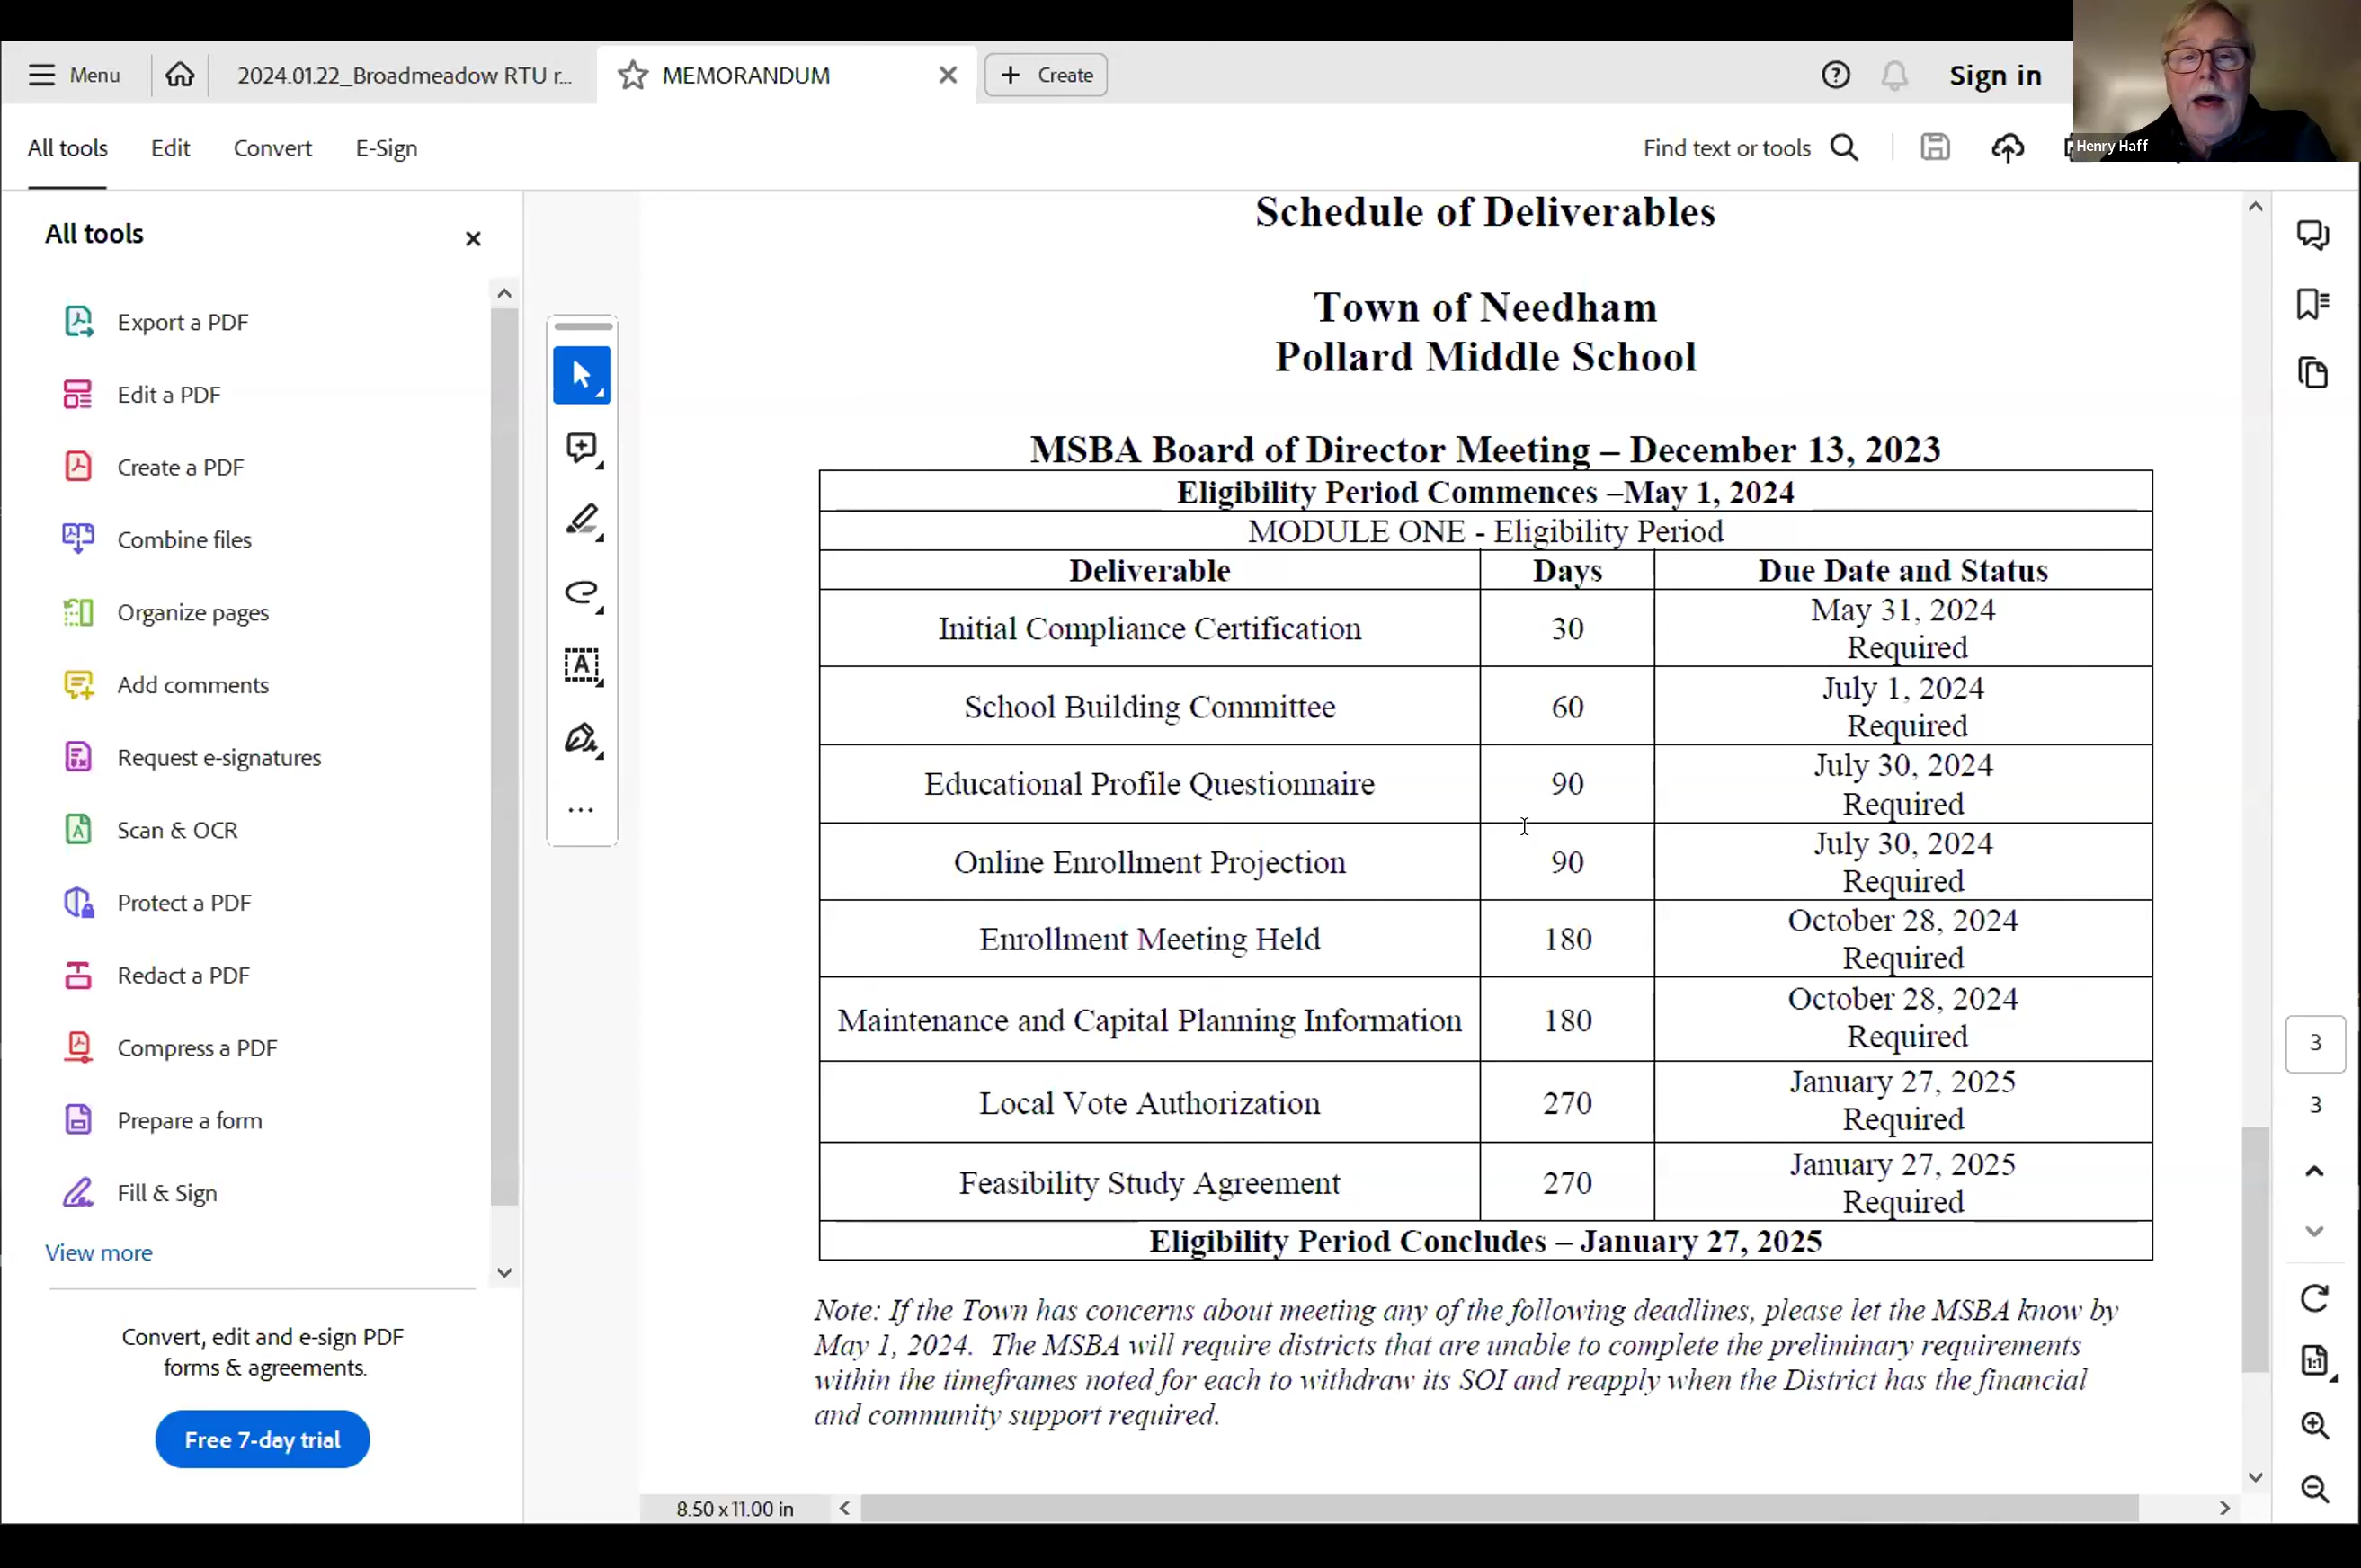 Menu
2024.01.22_Broadmeadow RTU r...
MEMORANDUM
Create
Sign in
Henry Haff
All tools
Edit
Convert
E-Sign
Find text or tools
All tools
Export a PDF
Edit a PDF
Create a PDF
Combine files
Organize pages
Add comments
Request e-signatures
Scan & OCR
Protect a PDF
Redact a PDF
Compress a PDF
Prepare a form
Fill & Sign
View more
Convert, edit and e-sign PDF
forms & agreements.
Free 7-day trial
Schedule of Deliverables
Town of Needham
Pollard Middle School
MSBA Board of Director Meeting – December 13, 2023
Eligibility Period Commences –May 1, 2024
MODULE ONE - Eligibility Period
Deliverable Days Due Date and Status
Initial Compliance Certification 30 May 31, 2024
Required
School Building Committee 60 July 1, 2024
Required
Educational Profile Questionnaire 90 July 30, 2024
Required
Online Enrollment Projection 90 July 30, 2024
Required
Enrollment Meeting Held 180 October 28, 2024
Required
Maintenance and Capital Planning Information 180 October 28, 2024
Required
Local Vote Authorization 270 January 27, 2025
Required
Feasibility Study Agreement 270 January 27, 2025
Required
Eligibility Period Concludes – January 27, 2025
Note: If the Town has concerns about meeting any of the following deadlines, please let the MSBA know by
May 1, 2024. The MSBA will require districts that are unable to complete the preliminary requirements
within the timeframes noted for each to withdraw its SOI and reapply when the District has the financial
and community support required.
8.50 x 11.00 in
3
3
1:1